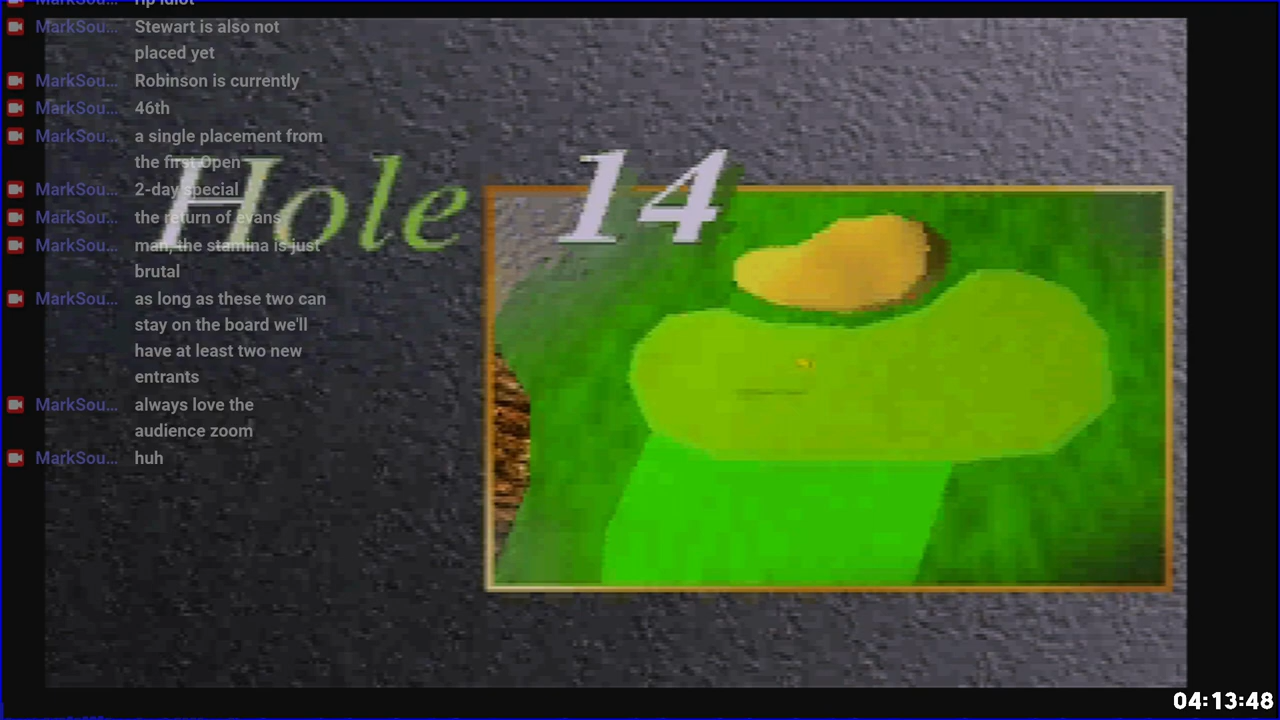 rip idiot
MarkSou... Stewart is also not
placed yet
MarkSou... Robinson is currently
MarkSou... 46th
MarkSou... a single placement from
the first Open
MarkSou... 2-day special
MarkSou... the return of evans
MarkSou... man, the stamina is just
brutal
MarkSou... as long as these two can
stay on the board we'll
have at least two new
entrants
MarkSou... always love the
audience zoom
MarkSou... huh
Hole 14
04:13:48